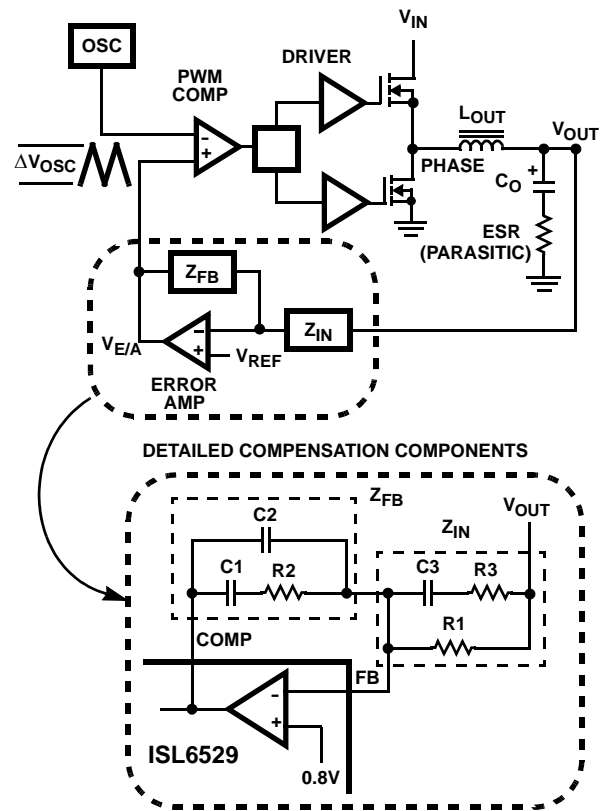 V_IN
OSC
DRIVER
PWM
COMP
L_OUT
V_OUT
-
+
ΔV_OSC
PHASE
C_O
+
ESR
(PARASITIC)
Z_FB
-
+
Z_IN
V_E/A
V_REF
ERROR
AMP
DETAILED COMPENSATION COMPONENTS
Z_FB
V_OUT
C2
Z_IN
C1
R2
C3
R3
R1
COMP
FB
-
+
ISL6529
0.8V